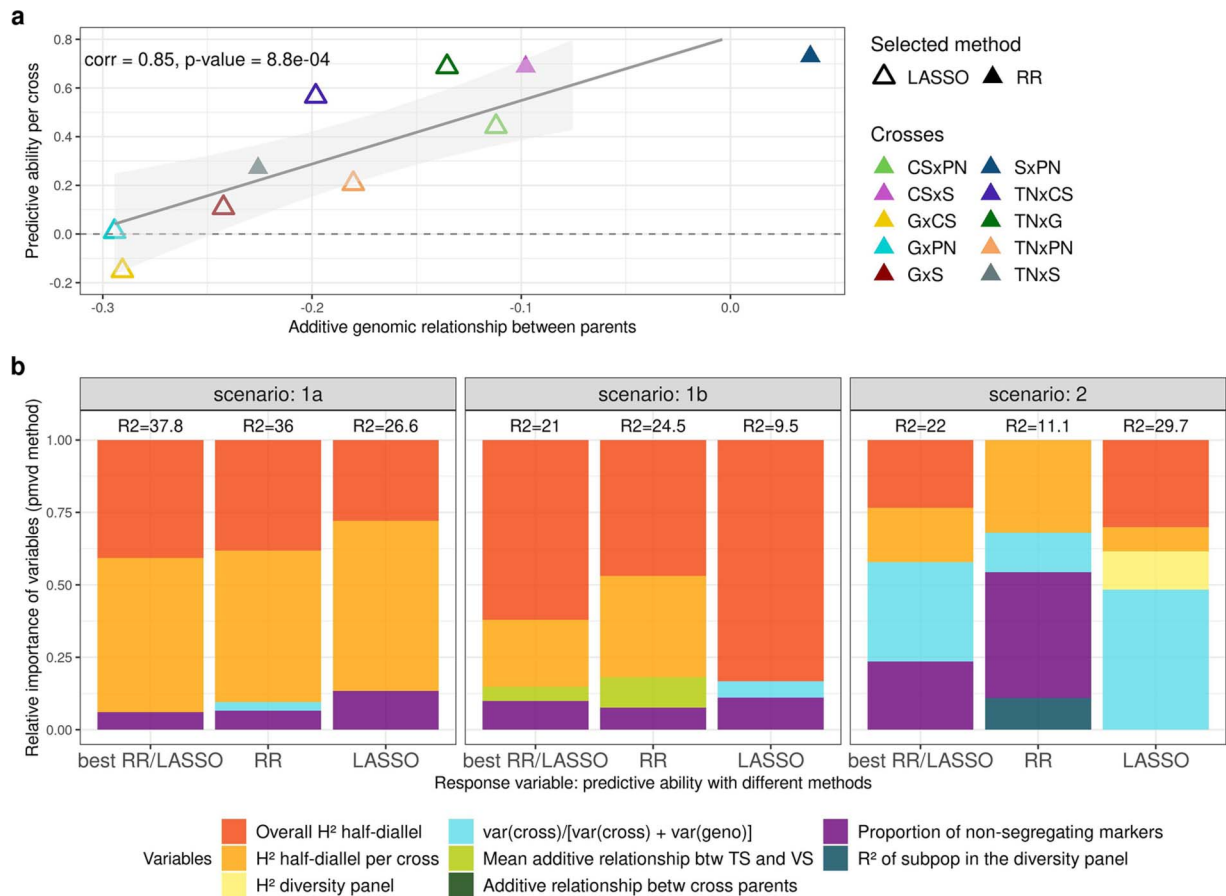 a
corr = 0.85, p-value = 8.8e-04
Predictive ability per cross
0.8
0.6
0.4
0.2
0.0
-0.2
-0.3
-0.2
-0.1
0.0
Additive genomic relationship between parents
Selected method
LASSO
RR
Crosses
CSxPN
SxPN
CSxS
TNxCS
GxCS
TNxG
GxPN
TNxPN
GxS
TNxS
b
scenario: 1a
scenario: 1b
scenario: 2
R2=37.8
R2=36
R2=26.6
R2=21
R2=24.5
R2=9.5
R2=22
R2=11.1
R2=29.7
Relative importance of variables (pmvd method)
1.00
0.75
0.50
0.25
0.00
best RR/LASSO
RR
LASSO
best RR/LASSO
RR
LASSO
best RR/LASSO
RR
LASSO
Response variable: predictive ability with different methods
Variables
Overall H² half-diallel
var(cross)/[var(cross) + var(geno)]
Proportion of non-segregating markers
H² half-diallel per cross
Mean additive relationship btw TS and VS
R² of subpop in the diversity panel
H² diversity panel
Additive relationship betw cross parents